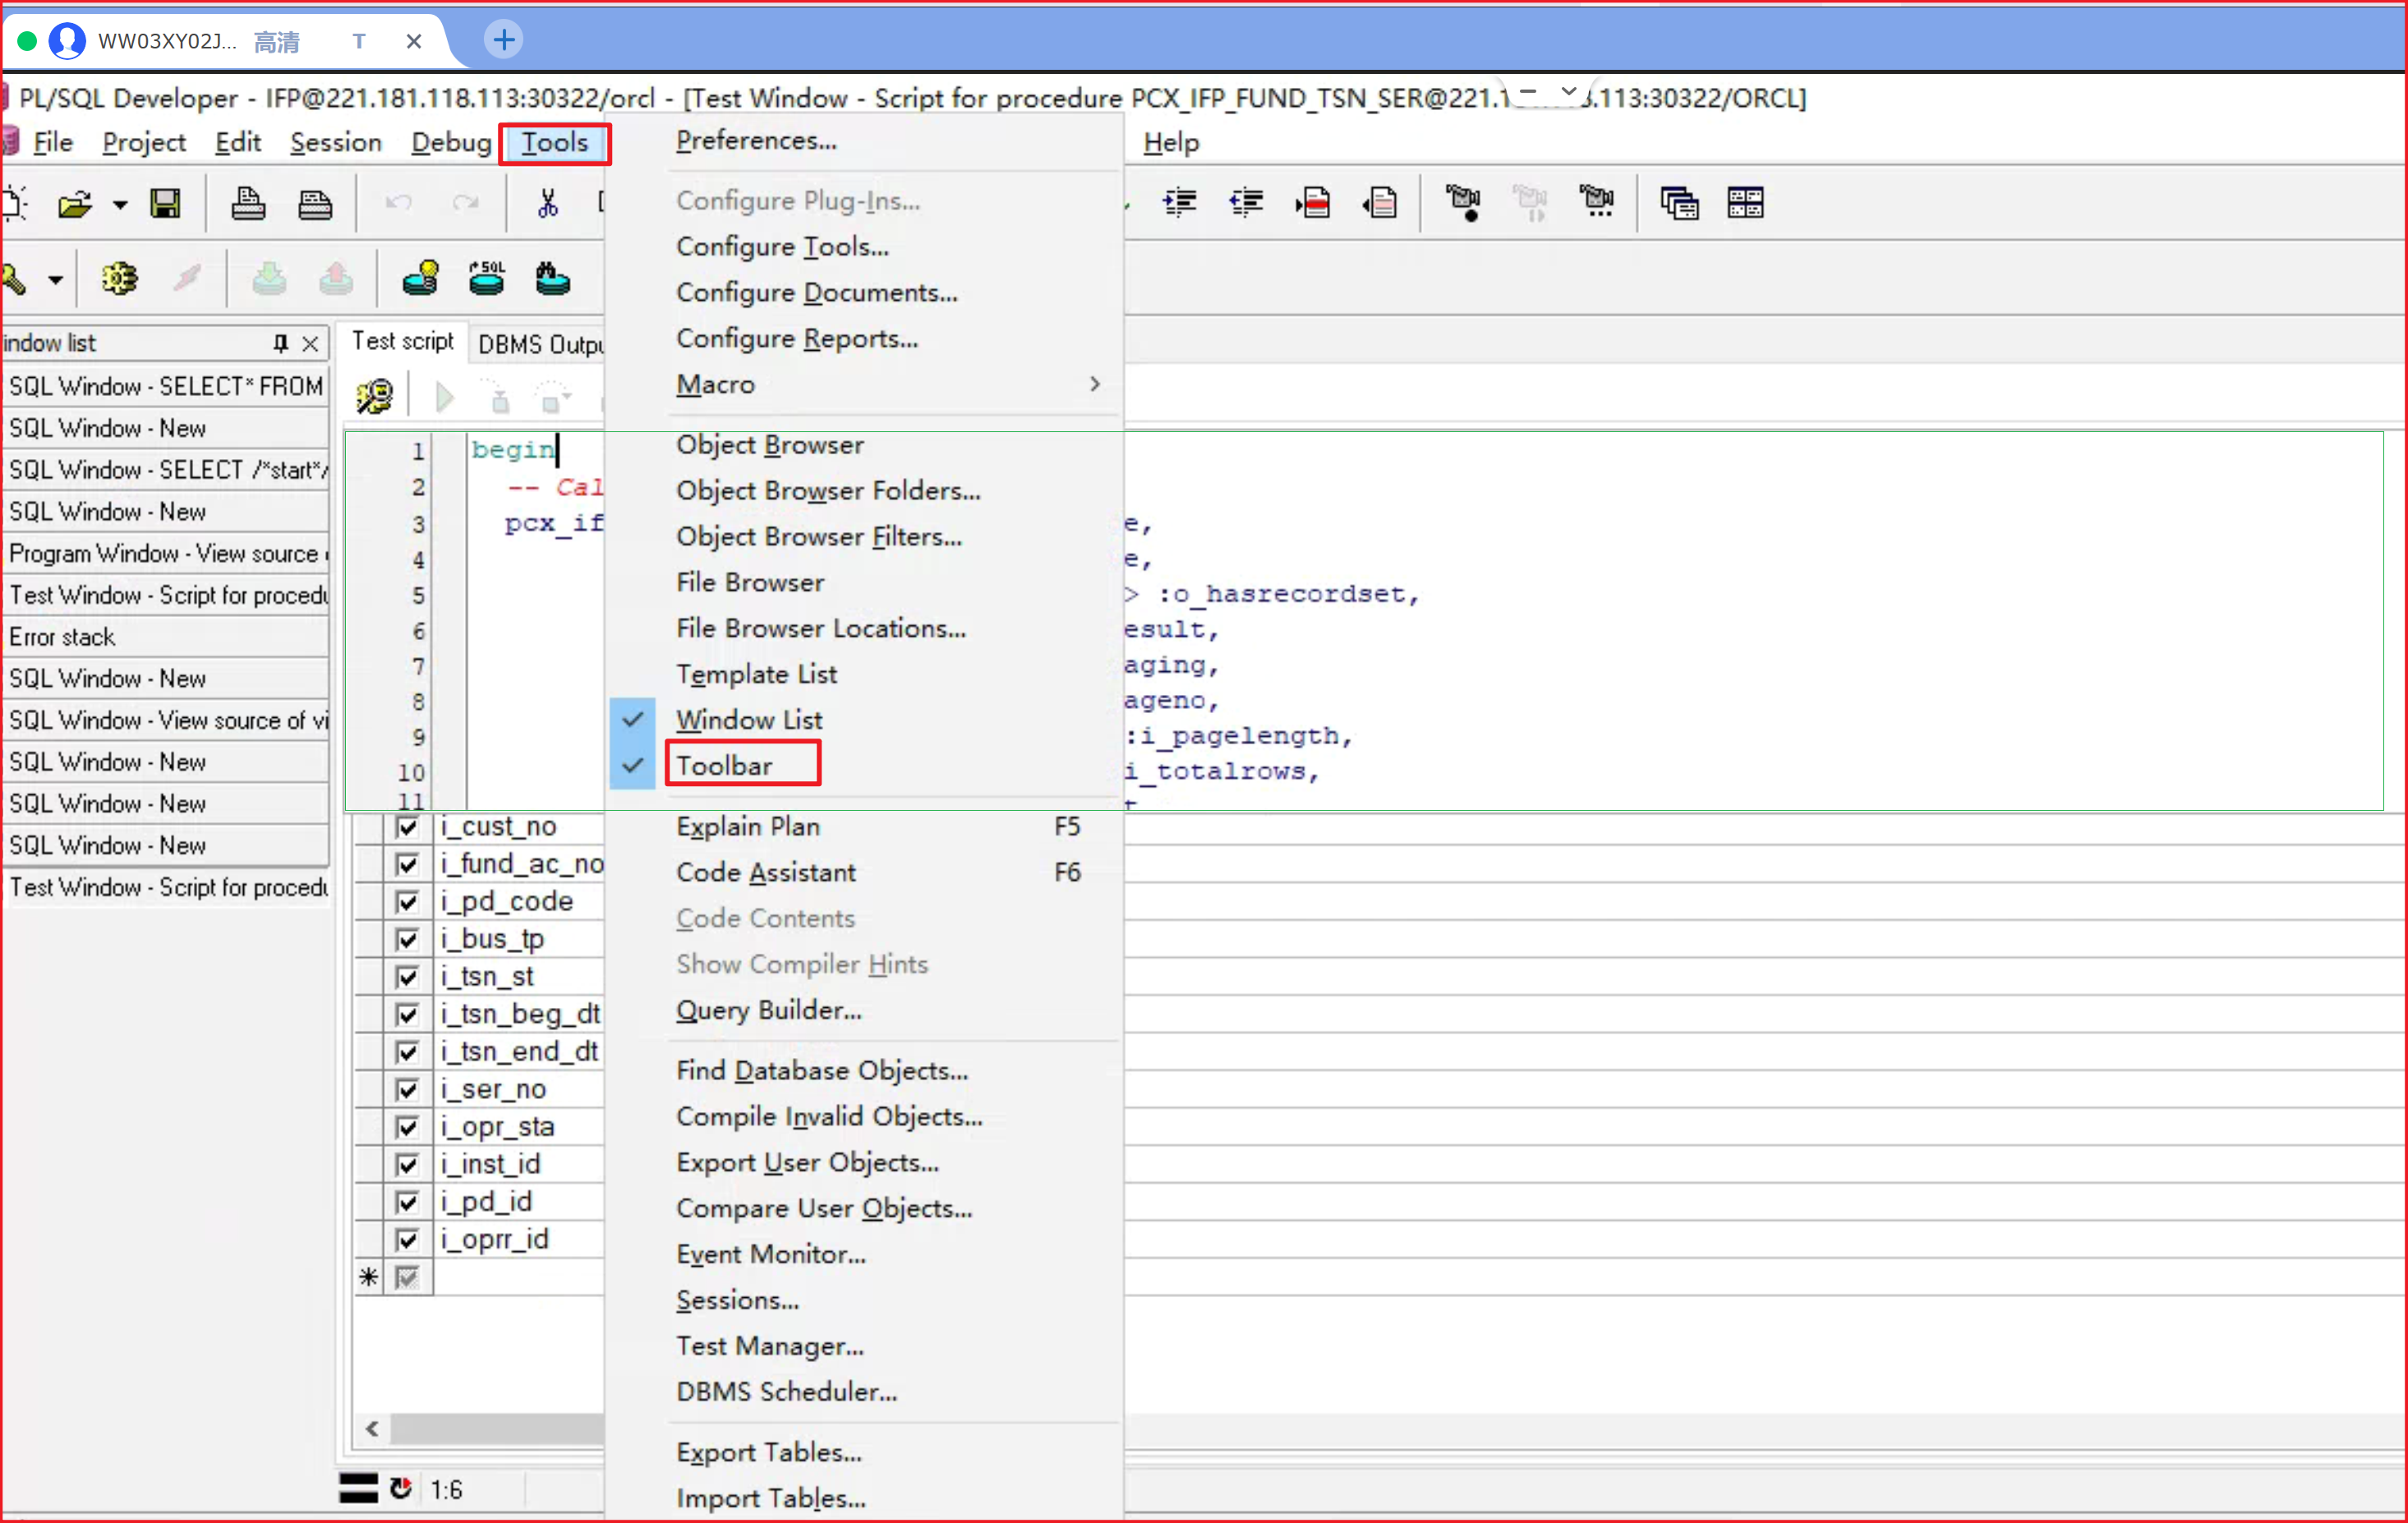 WW03XY02J... 高清 T
PL/SQL Developer - IFP@221.181.118.113:30322/orcl - [Test Window - Script for procedure PCX_IFP_FUND_TSN_SER@221.1 3.113:30322/ORCL]
File Project Edit Session Debug Tools Help
Preferences...
Configure Plug-Ins...
Configure Tools...
Configure Documents...
Configure Reports...
Macro
Object Browser
Object Browser Folders...
Object Browser Filters...
File Browser
File Browser Locations...
Template List
Window List
Toolbar
Explain Plan F5
Code Assistant F6
Code Contents
Show Compiler Hints
Query Builder...
Find Database Objects...
Compile Invalid Objects...
Export User Objects...
Compare User Objects...
Event Monitor...
Sessions...
Test Manager...
DBMS Scheduler...
Export Tables...
Import Tables...
SQL
indow list
SQL Window - SELECT* FROM
SQL Window - New
SQL Window - SELECT /*start*/
SQL Window - New
Program Window - View source
Test Window - Script for procedu
Error stack
SQL Window - New
SQL Window - View source of vi
SQL Window - New
SQL Window - New
SQL Window - New
Test Window - Script for procedu
Test script DBMS Outpu
1 begin
2 -- Cal
3 pcx_if e,
4 e,
5 > :o_hasrecordset,
6 esult,
7 aging,
8 ageno,
9 :i_pagelength,
10 i_totalrows,
11
i_cust_no
i_fund_ac_no
i_pd_code
i_bus_tp
i_tsn_st
i_tsn_beg_dt
i_tsn_end_dt
i_ser_no
i_opr_sta
i_inst_id
i_pd_id
i_oprr_id
*
1:6